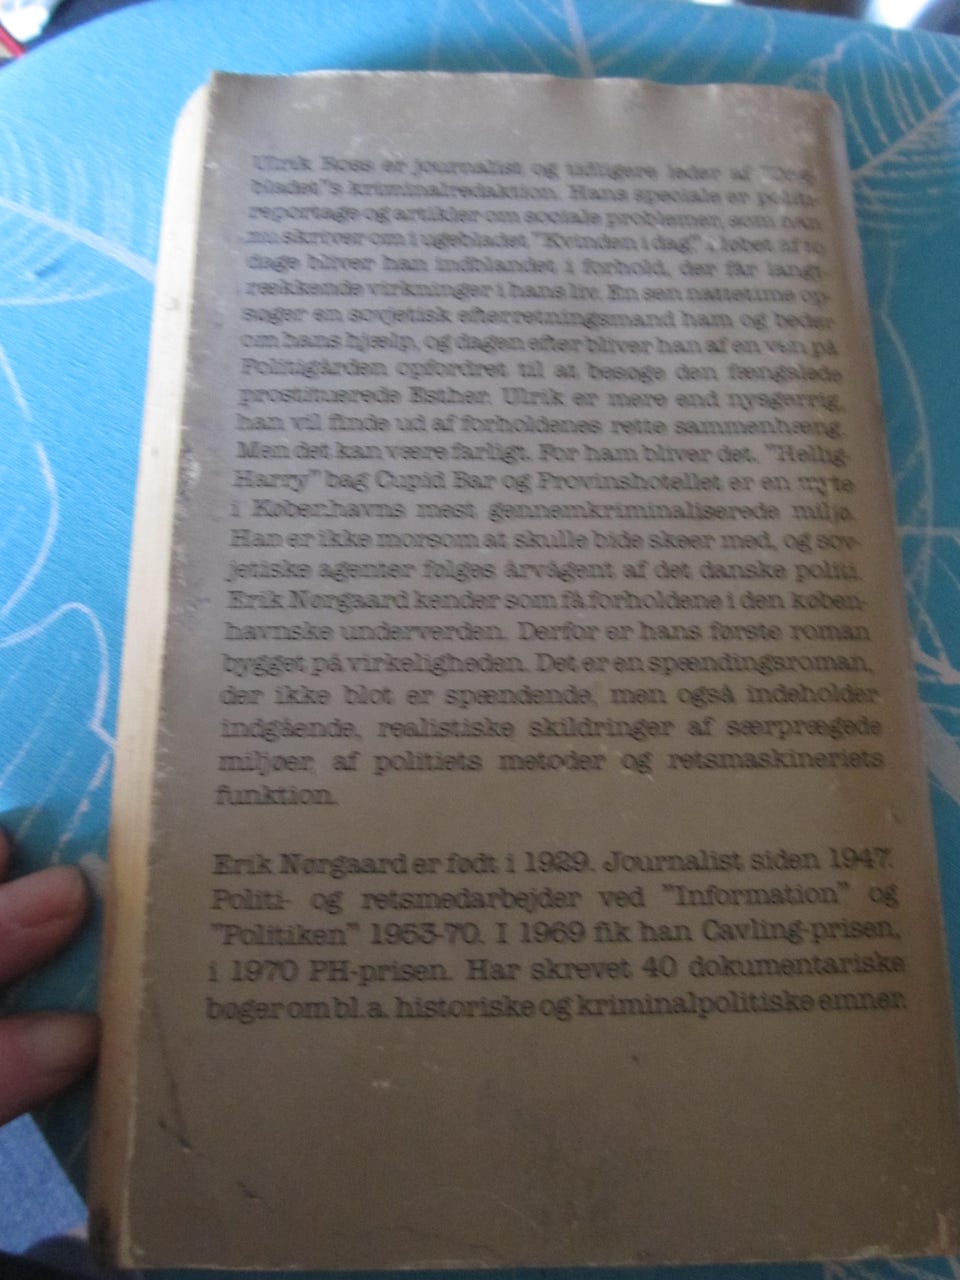 Ulrik Ross er journalist og tidligere leder af
bladet"s kriminalredaktion. Hans speciale er politi-
reportage og artikler om sociale problemer, som han
nu skriver om i ugebladet "Kvinden i dag". I løbet af to
dage bliver han indblandet i forhold, der får langt-
rækkende virkninger i hans liv. En sen nattetime op-
søger en sovjetisk efterretningsmand ham og beder
om hans hjælp, og dagen efter bliver han af en ven på
Politigården opfordret til at besøge den fængslede
prostituerede Esther. Ulrik er mere end nysgerrig,
han vil finde ud af forholdenes rette sammenhæng.
Men det kan være farligt. For ham bliver det. "Hellig-
Harry" bag Cupid Bar og Provinshotellet er en myte
i Københavns mest gennemkriminaliserede miljø.
Han er ikke morsom at skulle bide skeer med, og sov-
jetiske agenter følges årvågent af det danske politi.
Erik Nørgaard kender som få forholdene i den køben-
havnske underverden. Derfor er hans første roman
bygget på virkeligheden. Det er en spændingsroman,
der ikke blot er spændende, men også indeholder
indgående, realistiske skildringer af særprægede
miljøer, af politiets metoder og retsmaskineriets
funktion.
Erik Nørgaard er født i 1929. Journalist siden 1947.
Politi- og retsmedarbejder ved "Information" og
"Politiken" 1953-70. I 1969 fik han Cavling-prisen,
i 1970 PH-prisen. Har skrevet 40 dokumentariske
bøger om bl.a. historiske og kriminalpolitiske emner.